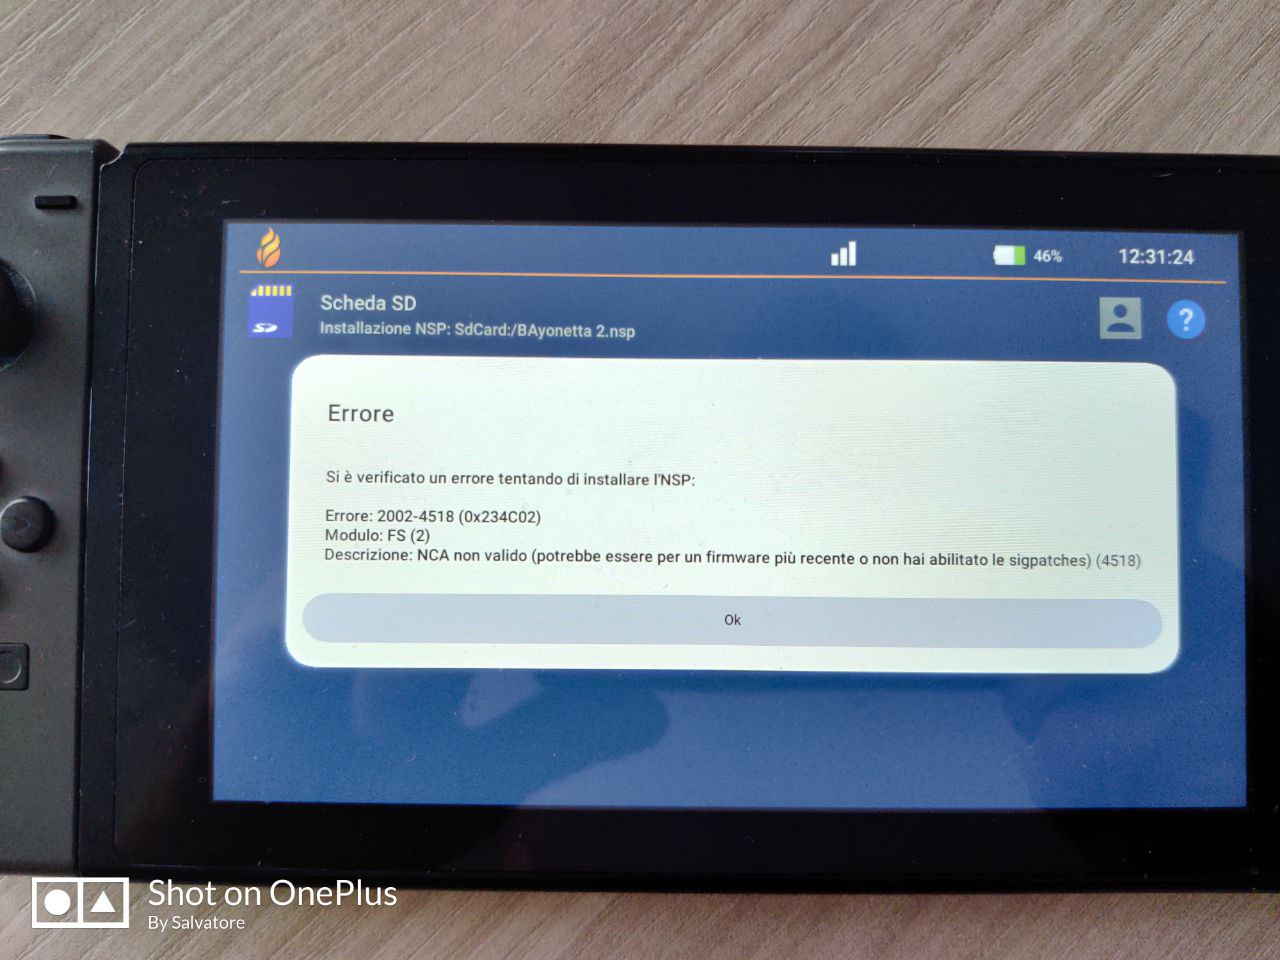 46%
12:31:24
SD
Scheda SD
Installazione NSP: SdCard:/BAyonetta 2.nsp
?
Errore
Si è verificato un errore tentando di installare l'NSP:
Errore: 2002-4518 (0x234C02)
Modulo: FS (2)
Descrizione: NCA non valido (potrebbe essere per un firmware più recente o non hai abilitato le sigpatches) (4518)
Ok
Shot on OnePlus
By Salvatore